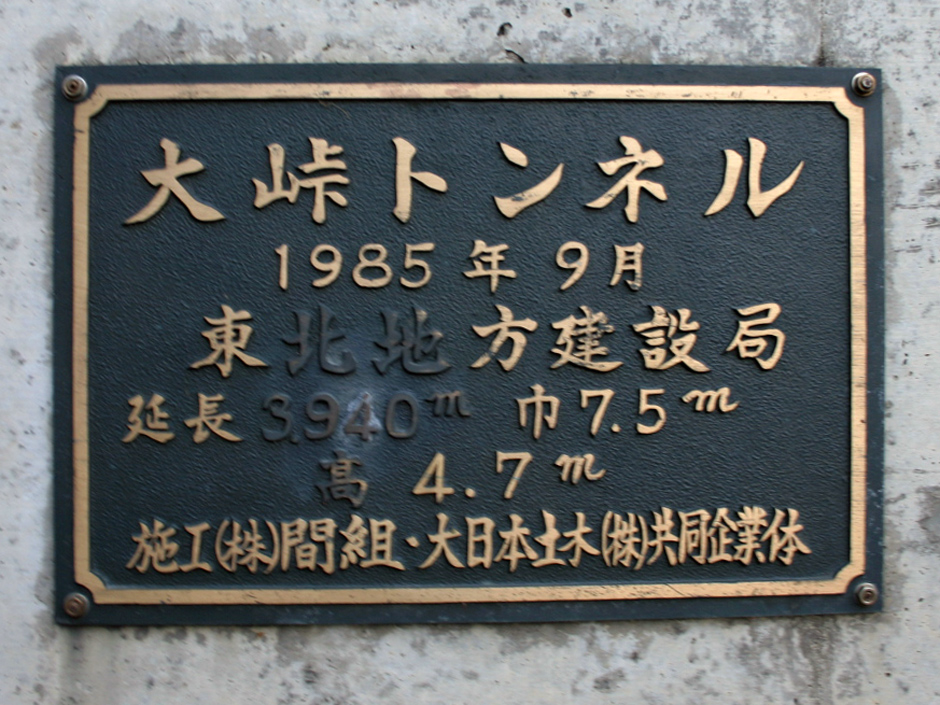 大峠トンネル
1985年9月
東北地方建設局
延長3,940m 巾7.5m
高 4.7m
施工(株)間組・大日本土木(株)共同企業体